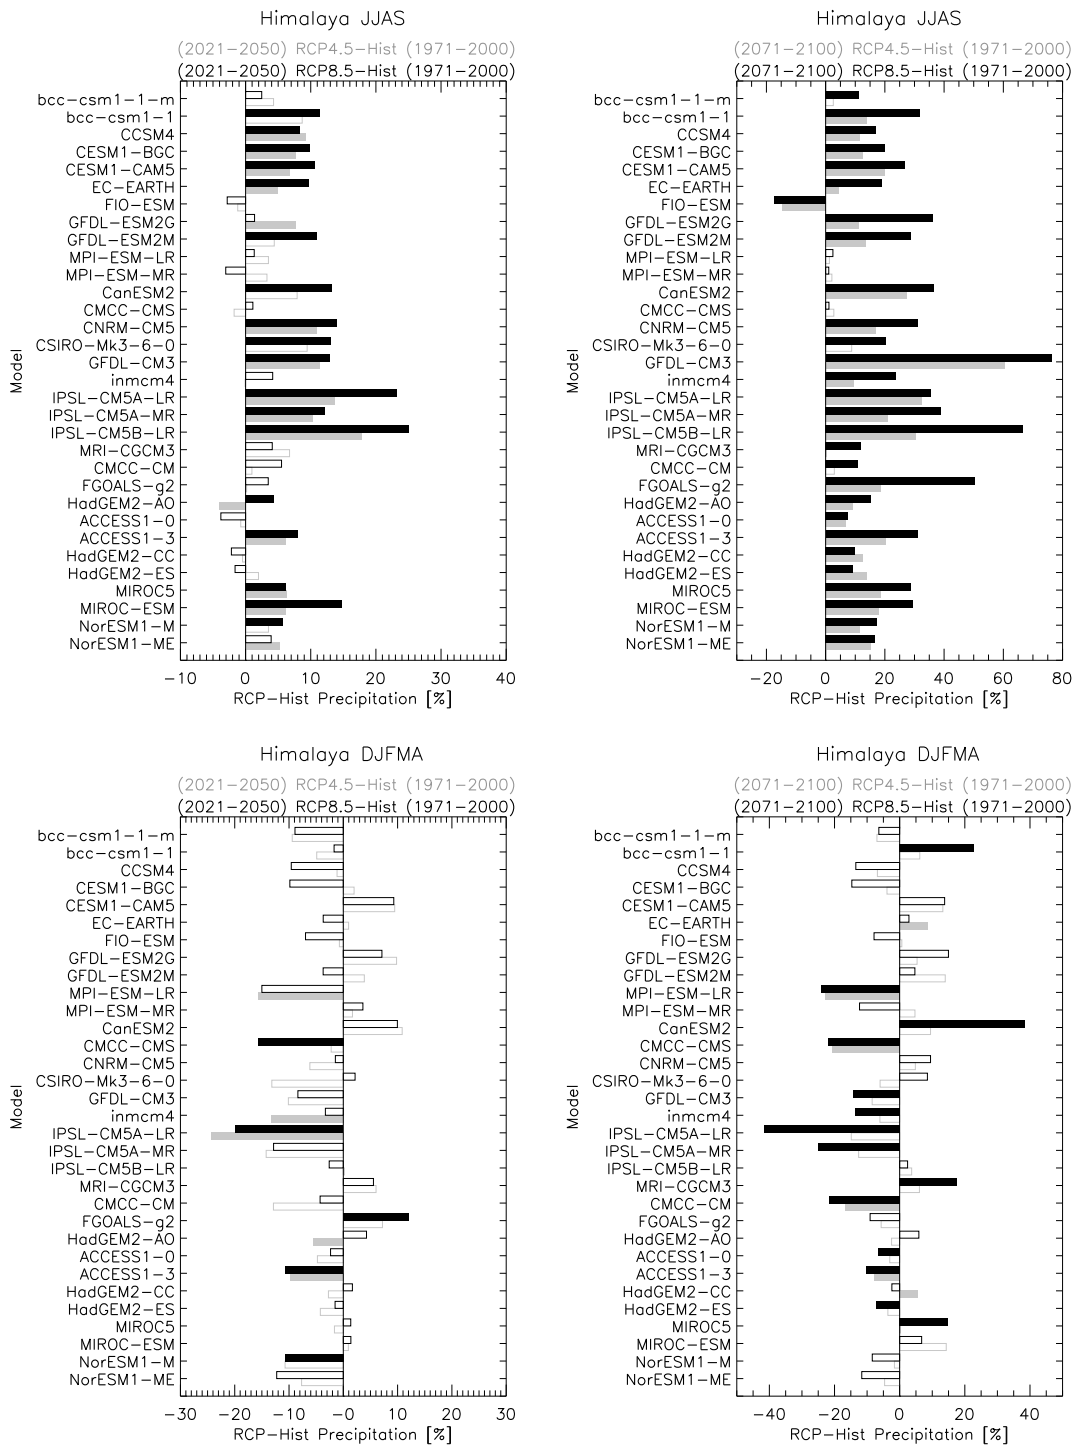 Himalaya JJAS
(2021-2050) RCP4.5-Hist (1971-2000)
(2021-2050) RCP8.5-Hist (1971-2000)
bcc-csm1-1-m
bcc-csm1-1
CCSM4
CESM1-BGC
CESM1-CAM5
EC-EARTH
FIO-ESM
GFDL-ESM2G
GFDL-ESM2M
MPI-ESM-LR
MPI-ESM-MR
CanESM2
CMCC-CMS
CNRM-CM5
CSIRO-Mk3-6-0
GFDL-CM3
inmcm4
IPSL-CM5A-LR
IPSL-CM5A-MR
IPSL-CM5B-LR
MRI-CGCM3
CMCC-CM
FGOALS-g2
HadGEM2-AO
ACCESS1-0
ACCESS1-3
HadGEM2-CC
HadGEM2-ES
MIROC5
MIROC-ESM
NorESM1-M
NorESM1-ME
Model
-10 0 10 20 30 40
RCP-Hist Precipitation [%]
Himalaya JJAS
(2071-2100) RCP4.5-Hist (1971-2000)
(2071-2100) RCP8.5-Hist (1971-2000)
bcc-csm1-1-m
bcc-csm1-1
CCSM4
CESM1-BGC
CESM1-CAM5
EC-EARTH
FIO-ESM
GFDL-ESM2G
GFDL-ESM2M
MPI-ESM-LR
MPI-ESM-MR
CanESM2
CMCC-CMS
CNRM-CM5
CSIRO-Mk3-6-0
GFDL-CM3
inmcm4
IPSL-CM5A-LR
IPSL-CM5A-MR
IPSL-CM5B-LR
MRI-CGCM3
CMCC-CM
FGOALS-g2
HadGEM2-AO
ACCESS1-0
ACCESS1-3
HadGEM2-CC
HadGEM2-ES
MIROC5
MIROC-ESM
NorESM1-M
NorESM1-ME
Model
-20 0 20 40 60 80
RCP-Hist Precipitation [%]
Himalaya DJFMA
(2021-2050) RCP4.5-Hist (1971-2000)
(2021-2050) RCP8.5-Hist (1971-2000)
bcc-csm1-1-m
bcc-csm1-1
CCSM4
CESM1-BGC
CESM1-CAM5
EC-EARTH
FIO-ESM
GFDL-ESM2G
GFDL-ESM2M
MPI-ESM-LR
MPI-ESM-MR
CanESM2
CMCC-CMS
CNRM-CM5
CSIRO-Mk3-6-0
GFDL-CM3
inmcm4
IPSL-CM5A-LR
IPSL-CM5A-MR
IPSL-CM5B-LR
MRI-CGCM3
CMCC-CM
FGOALS-g2
HadGEM2-AO
ACCESS1-0
ACCESS1-3
HadGEM2-CC
HadGEM2-ES
MIROC5
MIROC-ESM
NorESM1-M
NorESM1-ME
Model
-30 -20 -10 -0 10 20 30
RCP-Hist Precipitation [%]
Himalaya DJFMA
(2071-2100) RCP4.5-Hist (1971-2000)
(2071-2100) RCP8.5-Hist (1971-2000)
bcc-csm1-1-m
bcc-csm1-1
CCSM4
CESM1-BGC
CESM1-CAM5
EC-EARTH
FIO-ESM
GFDL-ESM2G
GFDL-ESM2M
MPI-ESM-LR
MPI-ESM-MR
CanESM2
CMCC-CMS
CNRM-CM5
CSIRO-Mk3-6-0
GFDL-CM3
inmcm4
IPSL-CM5A-LR
IPSL-CM5A-MR
IPSL-CM5B-LR
MRI-CGCM3
CMCC-CM
FGOALS-g2
HadGEM2-AO
ACCESS1-0
ACCESS1-3
HadGEM2-CC
HadGEM2-ES
MIROC5
MIROC-ESM
NorESM1-M
NorESM1-ME
Model
-40 -20 0 20 40
RCP-Hist Precipitation [%]